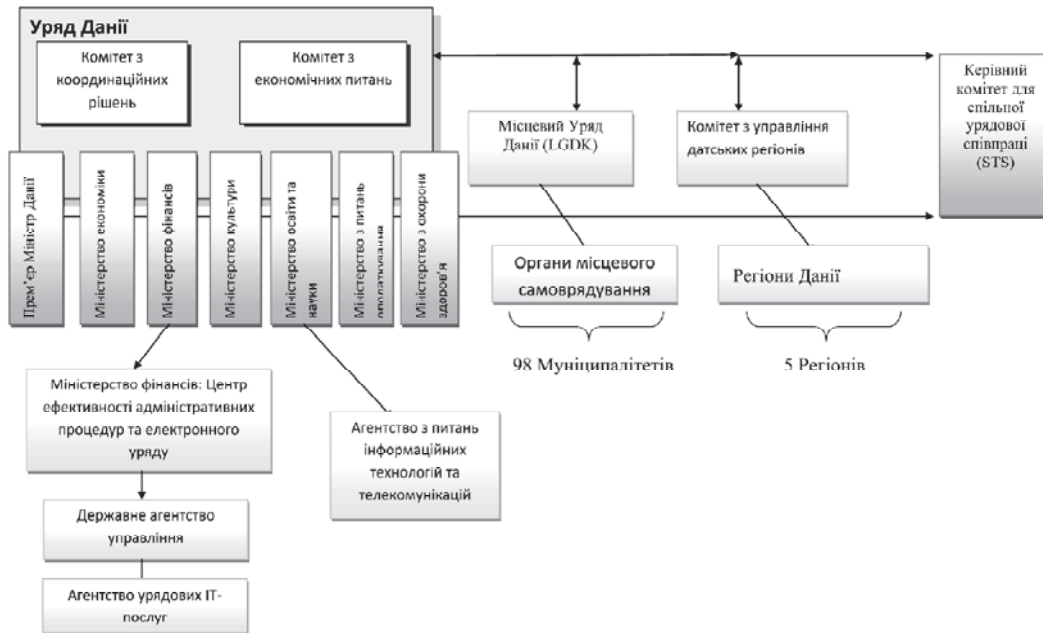 Уряд Данії
Комітет з
координаційних
рішень
Комітет з
економічних питань
Керівний
комітет для
спільної
урядової
співпраці
(STS)
Місцевий Уряд
Данії (LGDK)
Комітет з управління
датських регіонів
Прем'єр Міністр Данії
Міністерство економіки
Міністерство фінансів
Міністерство культури
Міністерство освіти та
науки
Міністерство з питань
оподаткування
Міністерство з охорони
здоров'я
Органи місцевого
самоврядування
Регіони Данії
98 Муніципалітетів
5 Регіонів
Міністерство фінансів: Центр
ефективності адміністративних
процедур та електронного
уряду
Агентство з питань
інформаційних
технологій та
телекомунікацій
Державне агентство
управління
Агентство урядових ІТ-
послуг